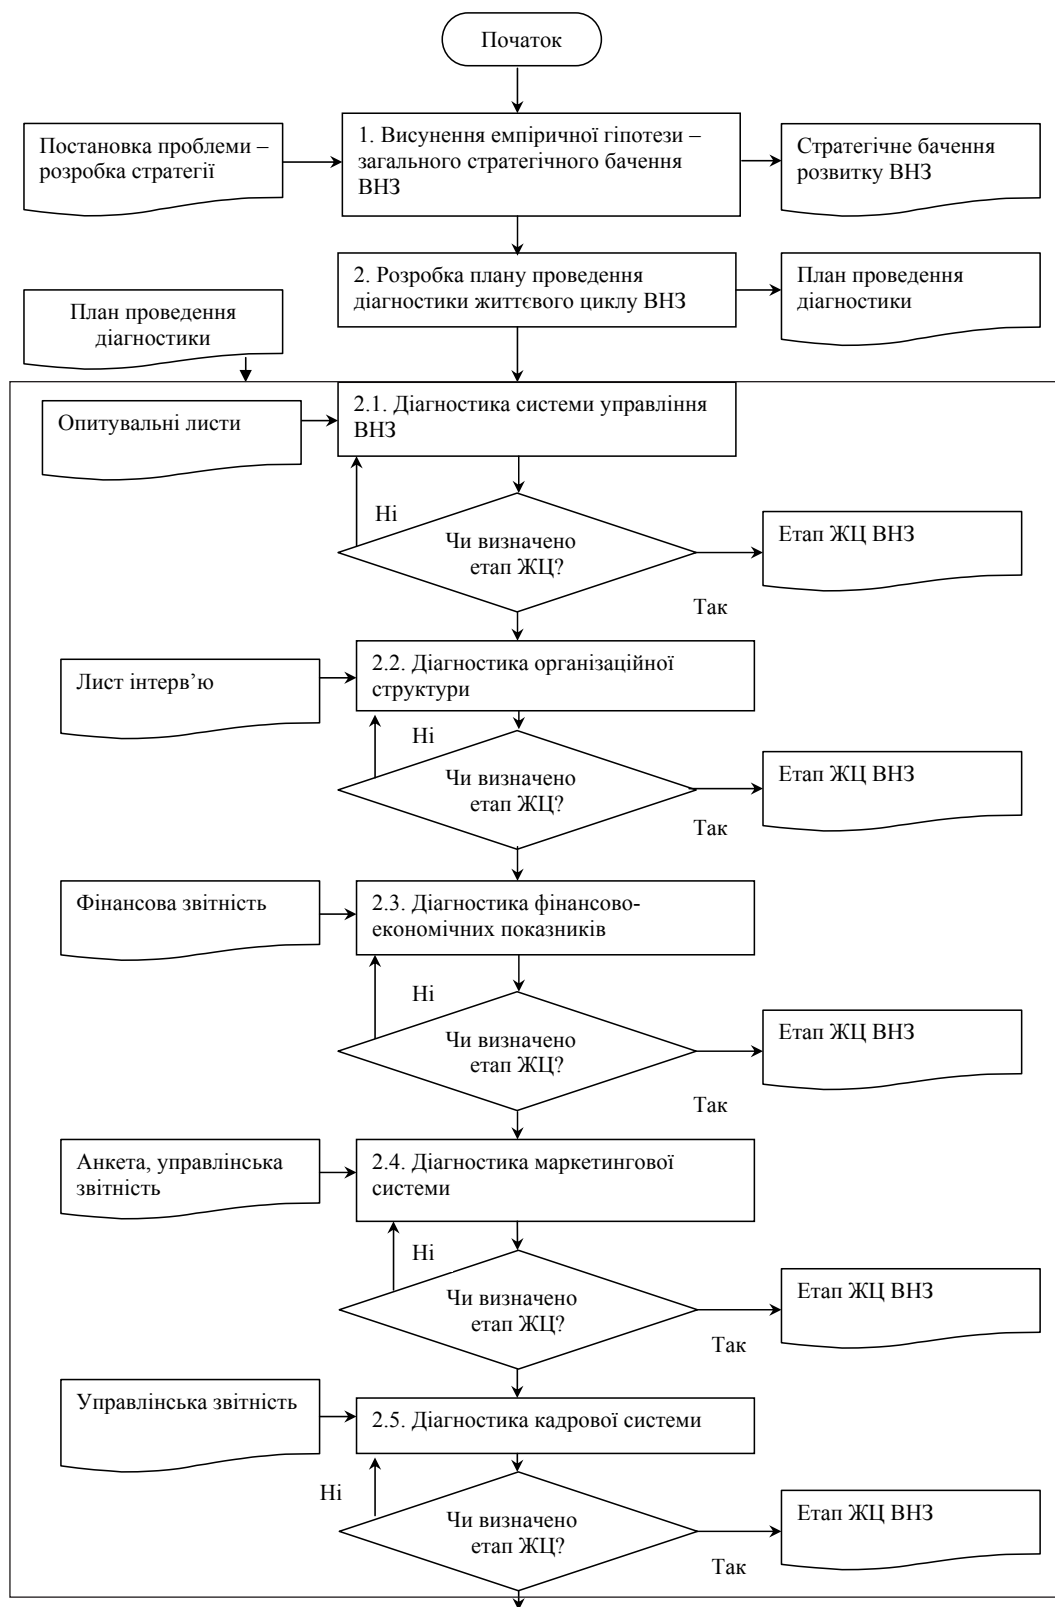 Початок
Постановка проблеми –
розробка стратегії
1. Висунення емпіричної гіпотези –
загального стратегічного бачення
ВНЗ
Стратегічне бачення
розвитку ВНЗ
2. Розробка плану проведення
діагностики життєвого циклу ВНЗ
План проведення
діагностики
План проведення
діагностики
Опитувальні листи
2.1. Діагностика системи управління
ВНЗ
Ні
Чи визначено
етап ЖЦ?
Етап ЖЦ ВНЗ
Так
Лист інтерв’ю
2.2. Діагностика організаційної
структури
Ні
Чи визначено
етап ЖЦ?
Етап ЖЦ ВНЗ
Так
Фінансова звітність
2.3. Діагностика фінансово-
економічних показників
Ні
Чи визначено
етап ЖЦ?
Етап ЖЦ ВНЗ
Так
Анкета, управлінська
звітність
2.4. Діагностика маркетингової
системи
Ні
Чи визначено
етап ЖЦ?
Етап ЖЦ ВНЗ
Так
Управлінська звітність
2.5. Діагностика кадрової системи
Ні
Чи визначено
етап ЖЦ?
Етап ЖЦ ВНЗ
Так